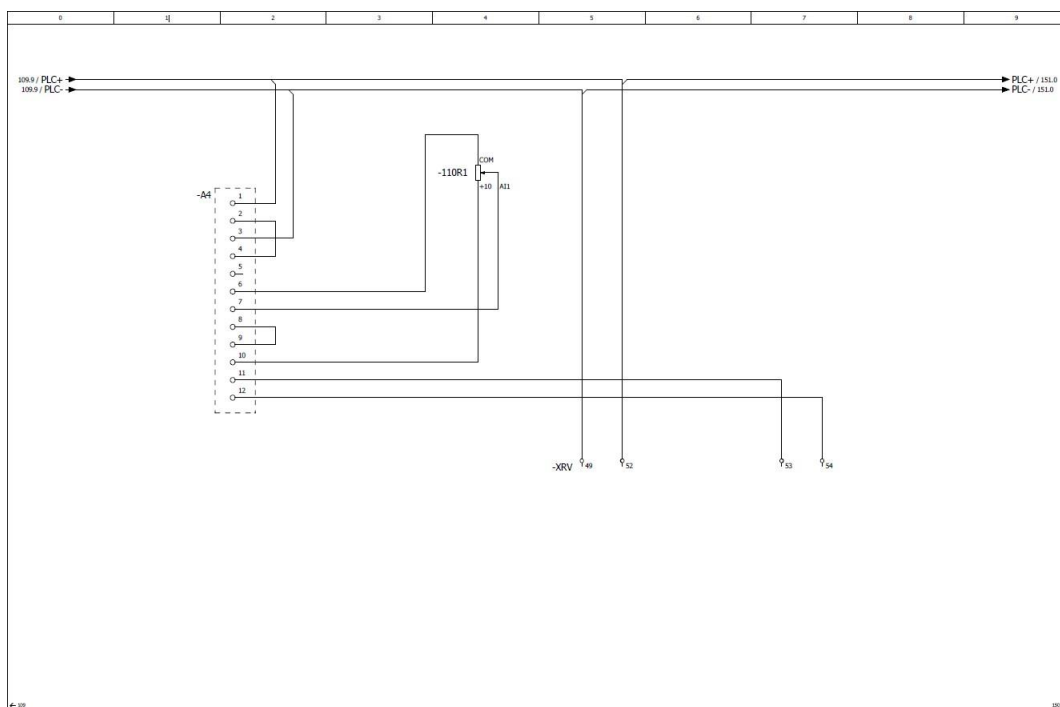 0 1 2 3 4 5 6 7 8 9
109.9 / PLC+ PLC+ / 151.0
109.9 / PLC- PLC- / 151.0
COM
-110R1
+10 AI1
-A4
1
2
3
4
5
6
7
8
9
10
11
12
-XRV 49 52 53 54
109 150